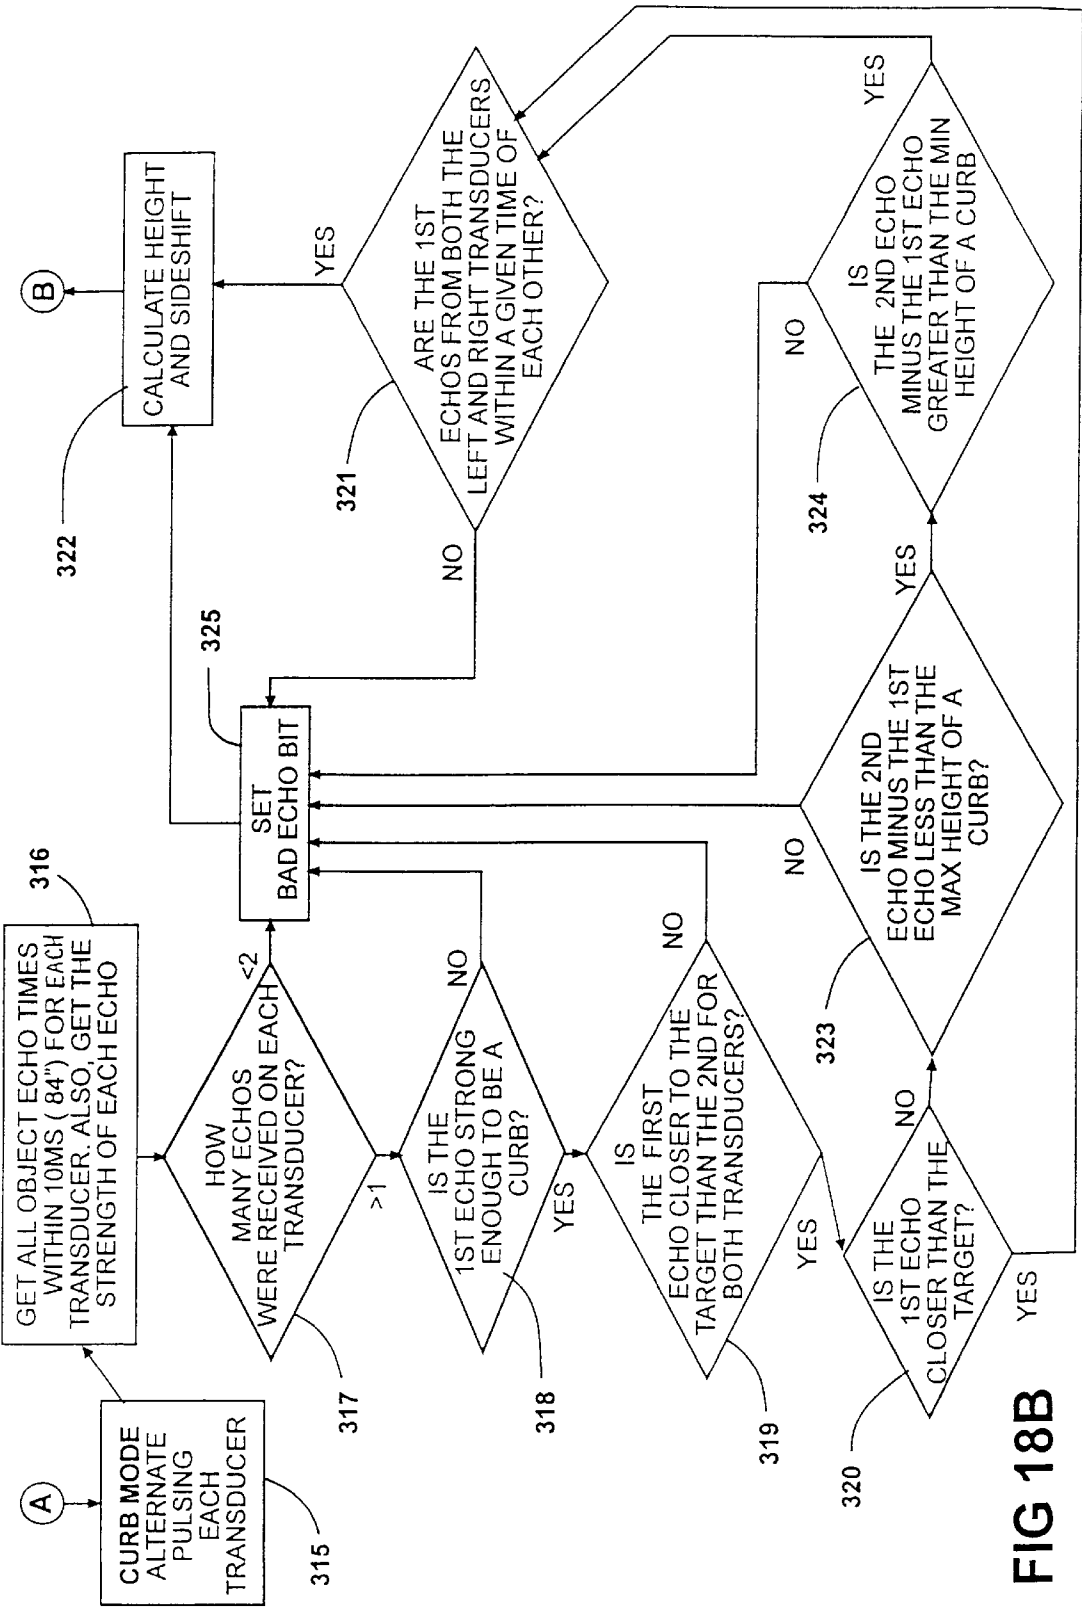 A
CURB MODE
ALTERNATE
PULSING
EACH
TRANSDUCER
315
GET ALL OBJECT ECHO TIMES
WITHIN 10MS ( 84") FOR EACH
TRANSDUCER. ALSO, GET THE
STRENGTH OF EACH ECHO
316
HOW
MANY ECHOS
WERE RECEIVED ON EACH
TRANSDUCER?
317
<2
>1
IS THE
1ST ECHO STRONG
ENOUGH TO BE A
CURB?
318
NO
YES
IS
THE FIRST
ECHO CLOSER TO THE
TARGET THAN THE 2ND FOR
BOTH TRANSDUCERS?
319
NO
YES
IS THE
1ST ECHO
CLOSER THAN THE
TARGET?
320
NO
YES
IS THE 2ND
ECHO MINUS THE 1ST
ECHO LESS THAN THE
MAX HEIGHT OF A
CURB?
323
NO
YES
IS
THE 2ND ECHO
MINUS THE 1ST ECHO
GREATER THAN THE MIN
HEIGHT OF A CURB
324
NO
YES
SET
BAD ECHO BIT
325
ARE THE 1ST
ECHOS FROM BOTH THE
LEFT AND RIGHT TRANSDUCERS
WITHIN A GIVEN TIME OF
EACH OTHER?
321
NO
YES
CALCULATE HEIGHT
AND SIDESHIFT
322
B
FIG 18B